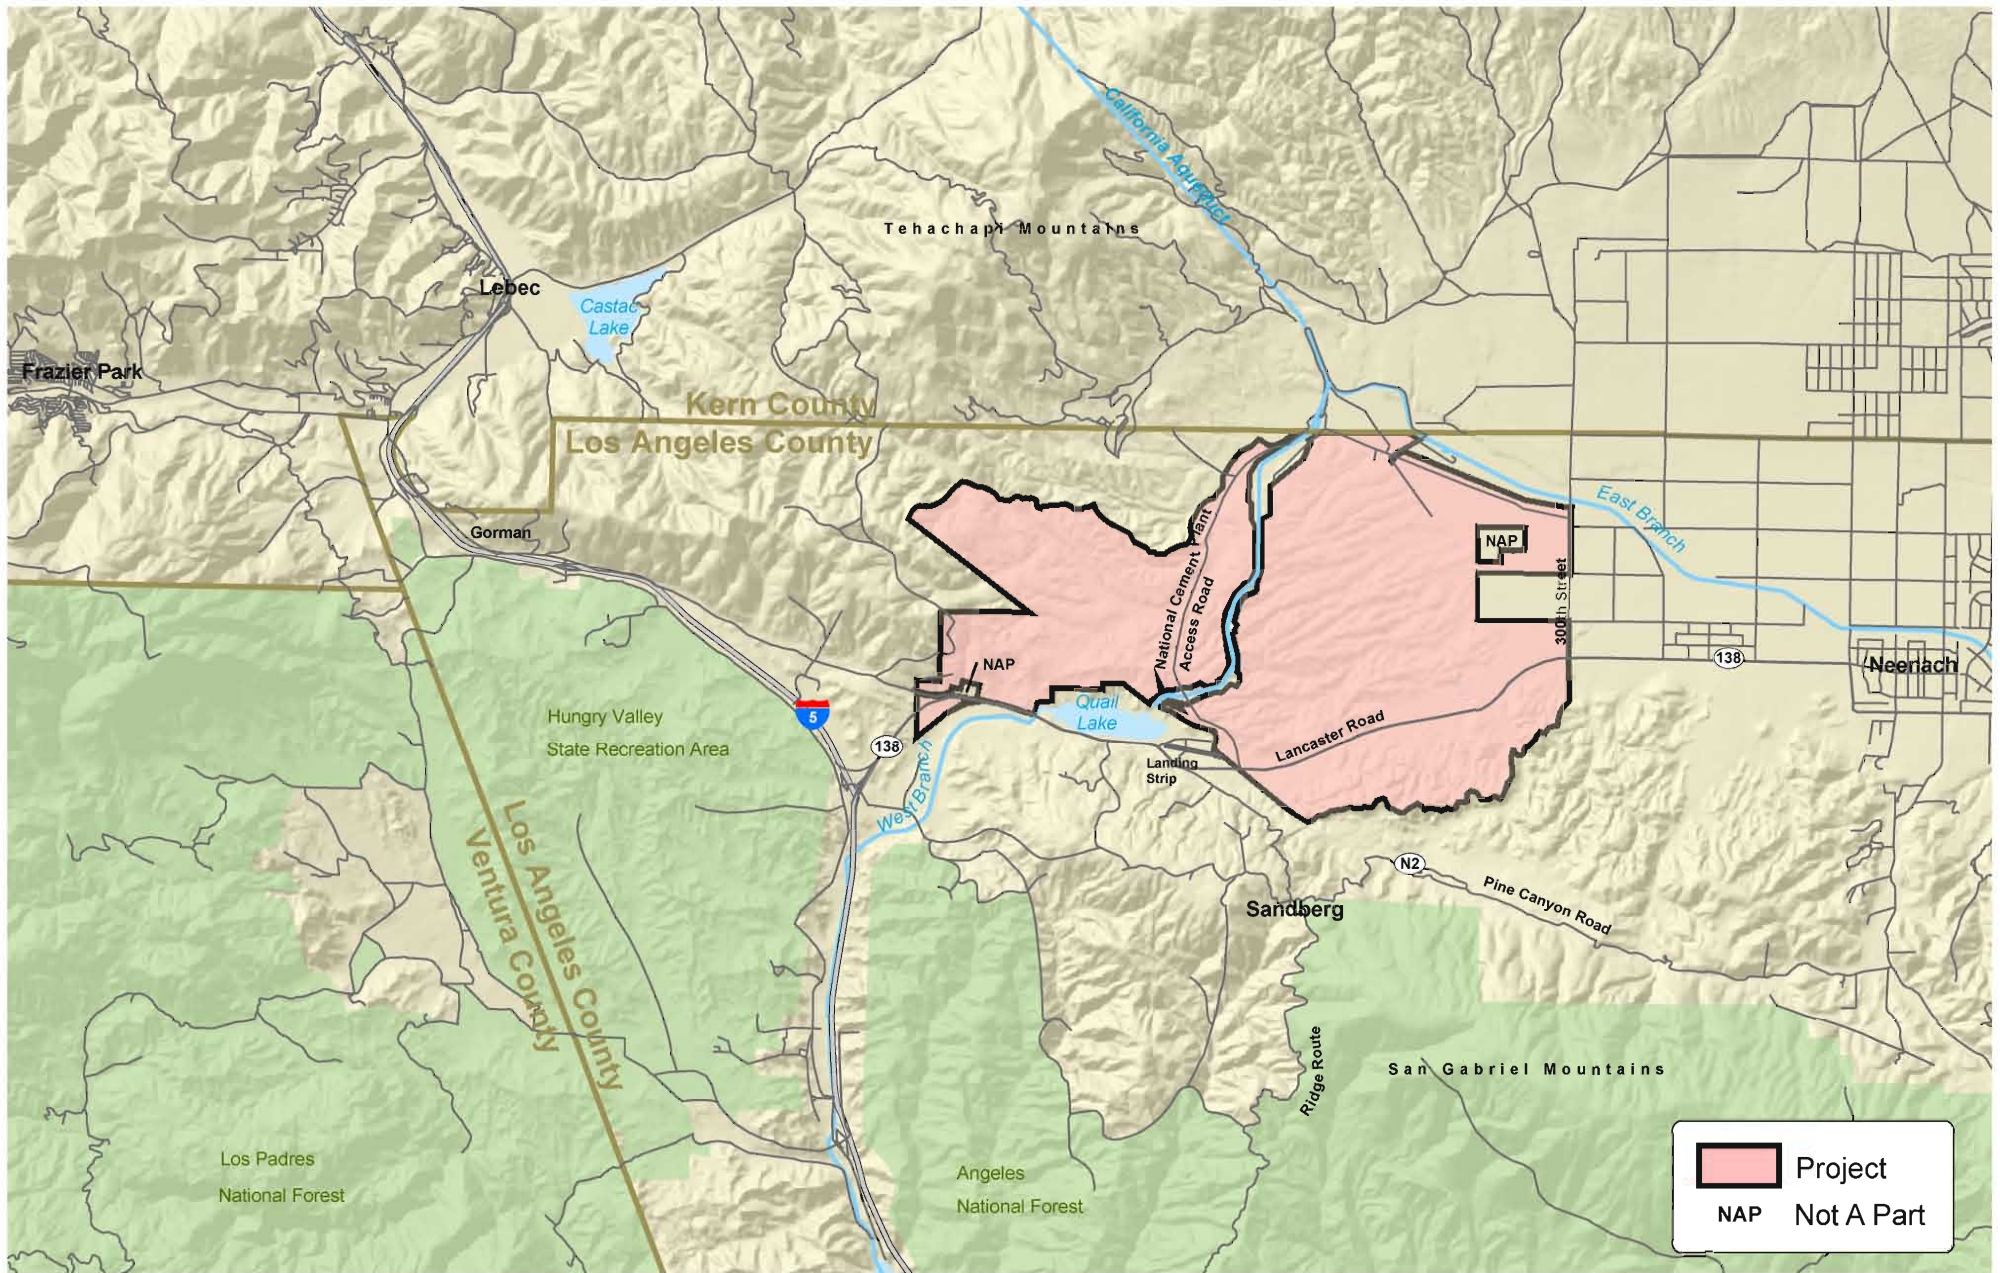 California Aqueduct
Tehachapi Mountains
Lebec
Castac
Lake
Frazier Park
Kern County
Los Angeles County
East Branch
Gorman
NAP
National Cement Plant
Access Road
300th Street
NAP
138
Neenach
Quail
Lake
5
Hungry Valley
State Recreation Area
138
Lancaster Road
Landing
Strip
West Branch
Los Angeles County
Ventura County
N2
Pine Canyon Road
Sandberg
Ridge Route
San Gabriel Mountains
Los Padres
National Forest
Angeles
National Forest
Project
NAP Not A Part